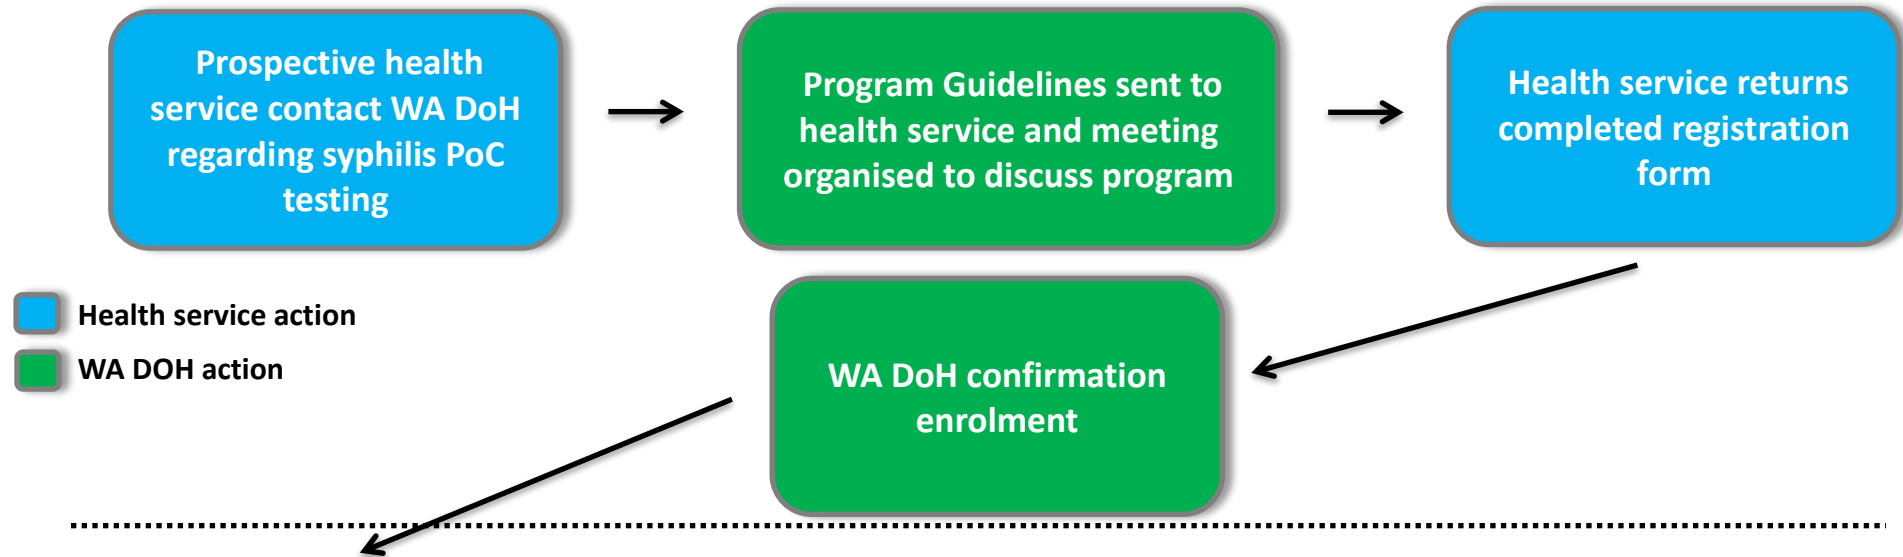 Prospective health
service contact WA DoH
regarding syphilis PoC
testing
Program Guidelines sent to
health service and meeting
organised to discuss program
Health service returns
completed registration
form
Health service action
WA DOH action
WA DoH confirmation
enrolment